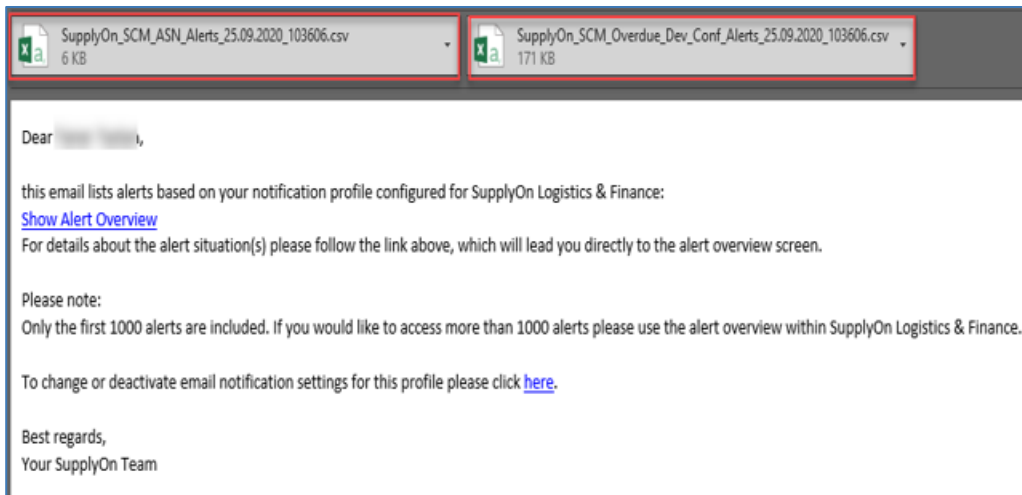 SupplyOn_SCM_ASN_Alerts_25.09.2020_103606.csv
6 KB
SupplyOn_SCM_Overdue_Dev_Conf_Alerts_25.09.2020_103606.csv
171 KB
Dear ,
this email lists alerts based on your notification profile configured for SupplyOn Logistics & Finance:
Show Alert Overview
For details about the alert situation(s) please follow the link above, which will lead you directly to the alert overview screen.
Please note:
Only the first 1000 alerts are included. If you would like to access more than 1000 alerts please use the alert overview within SupplyOn Logistics & Finance.
To change or deactivate email notification settings for this profile please click here.
Best regards,
Your SupplyOn Team